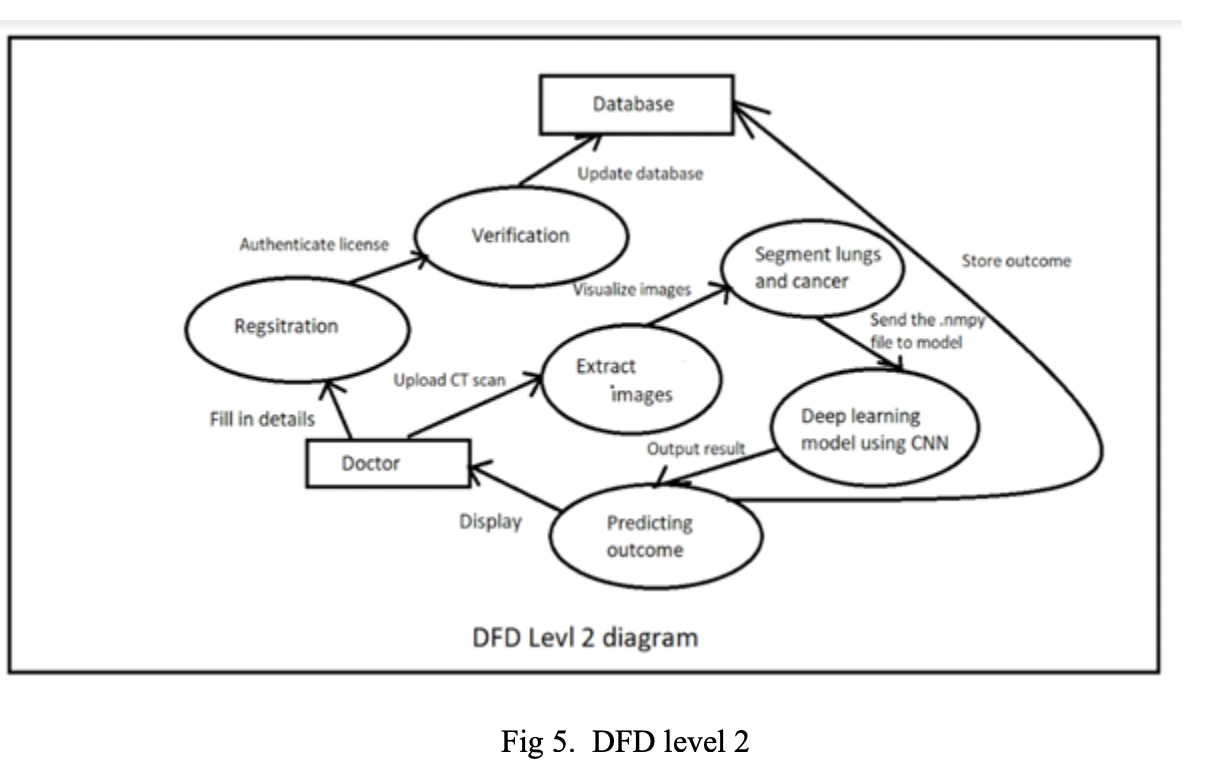 Database
Update database
Verification
Authenticate license
Segment lungs
and cancer
Store outcome
Visualize images
Regsitration
Send the .nmpy
file to model
Extract
images
Upload CT scan
Fill in details
Deep learning
model using CNN
Output result
Doctor
Display
Predicting
outcome
DFD Levl 2 diagram
Fig 5. DFD level 2